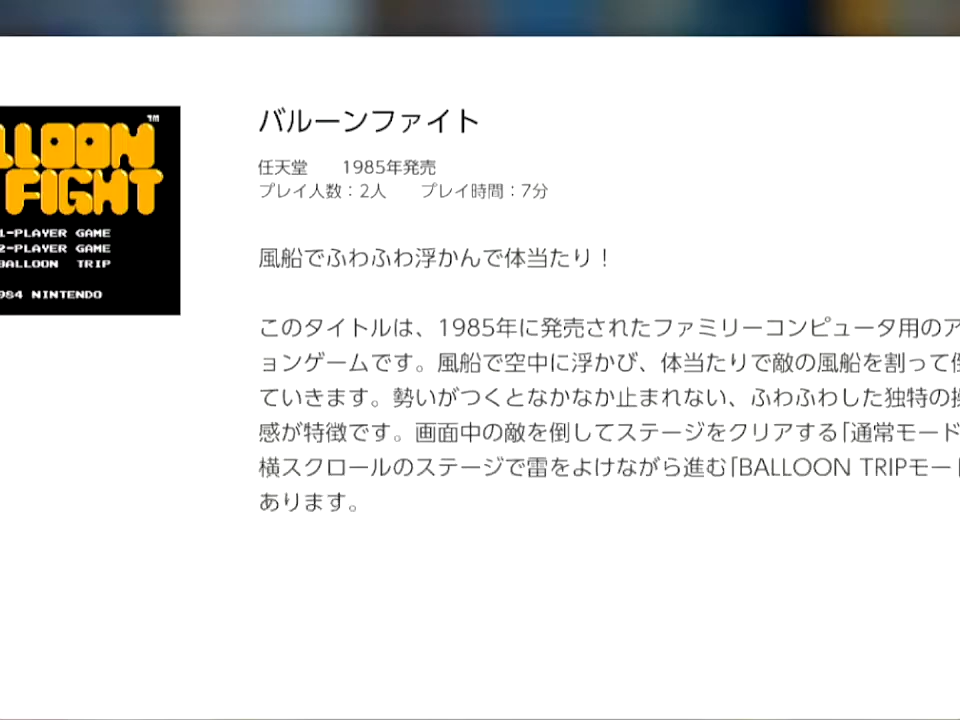 LLOON
FIGHT
TM
1-PLAYER GAME
2-PLAYER GAME
BALLOON TRIP
984 NINTENDO
バルーンファイト
任天堂 1985年発売
プレイ人数：2人 プレイ時間：7分
風船でふわふわ浮かんで体当たり！
このタイトルは、1985年に発売されたファミリーコンピュータ用のア
ョンゲームです。風船で空中に浮かび、体当たりで敵の風船を割って
ていきます。勢いがつくとなかなか止まれない、ふわふわした独特の
感が特徴です。画面中の敵を倒してステージをクリアする「通常モード
横スクロールのステージで雷をよけながら進む「BALLOON TRIPモー
あります。